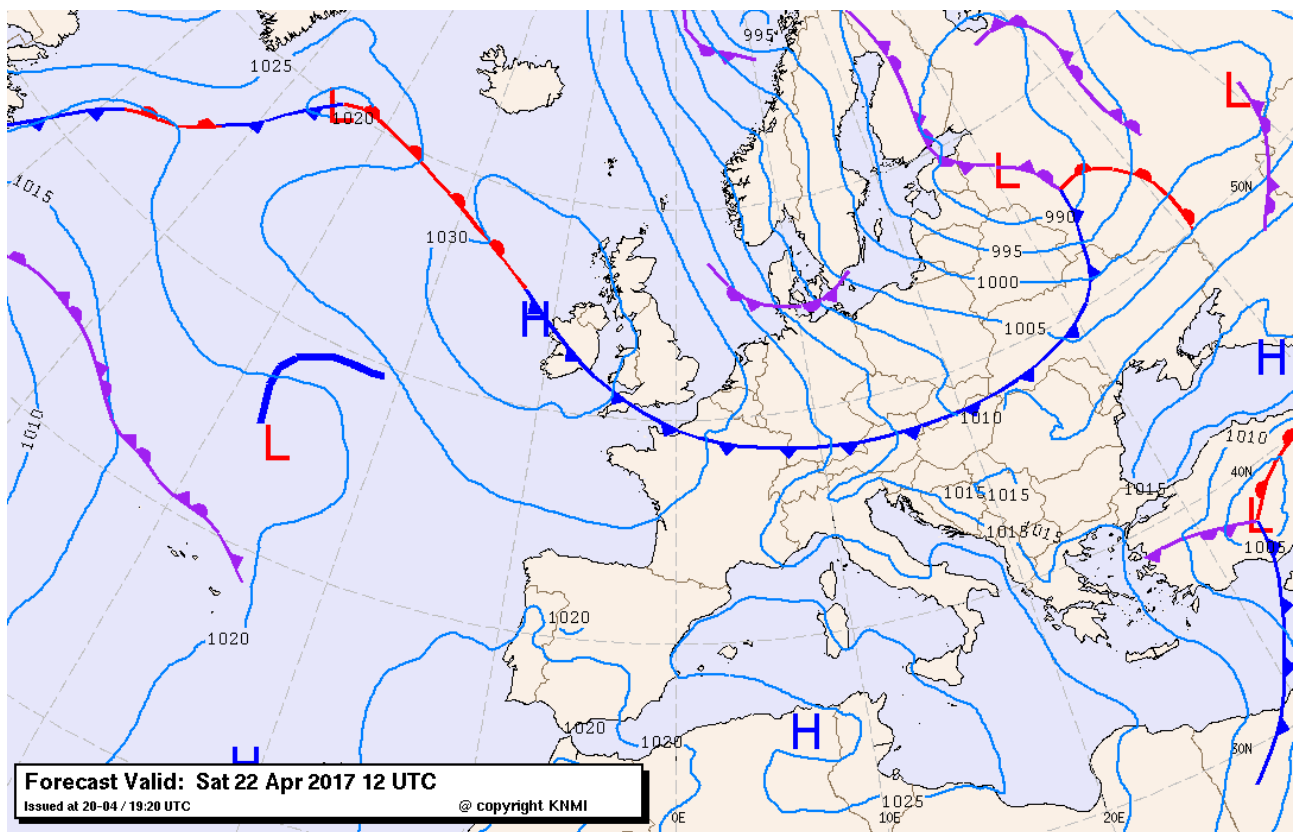 995
1025
L
L
1020
L
1015
50N
1030
990
995
1000
H
1005
H
1010
1010
1010
L
40N
1015
1015
1015
1015
1015
L
1005
1020
1020
1020
1020
H
H
30N
1025
0E
10E
20E
Forecast Valid: Sat 22 Apr 2017 12 UTC
Issued at 20-04 / 19:20 UTC
@ copyright KNMI